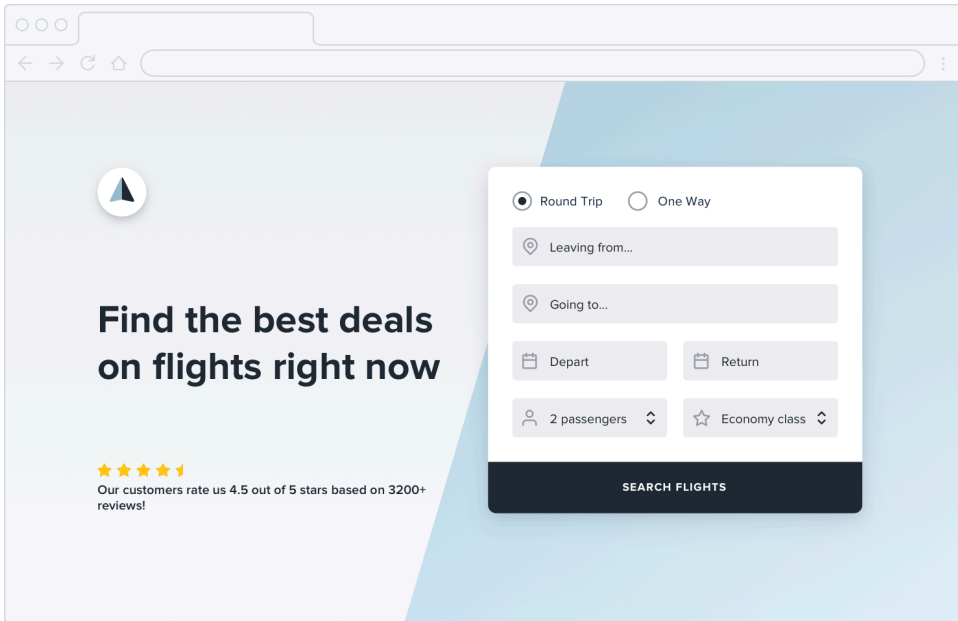 Find the best deals
on flights right now
Our customers rate us 4.5 out of 5 stars based on 3200+
reviews!
Round Trip
One Way
Leaving from...
Going to...
Depart
Return
2 passengers
Economy class
SEARCH FLIGHTS